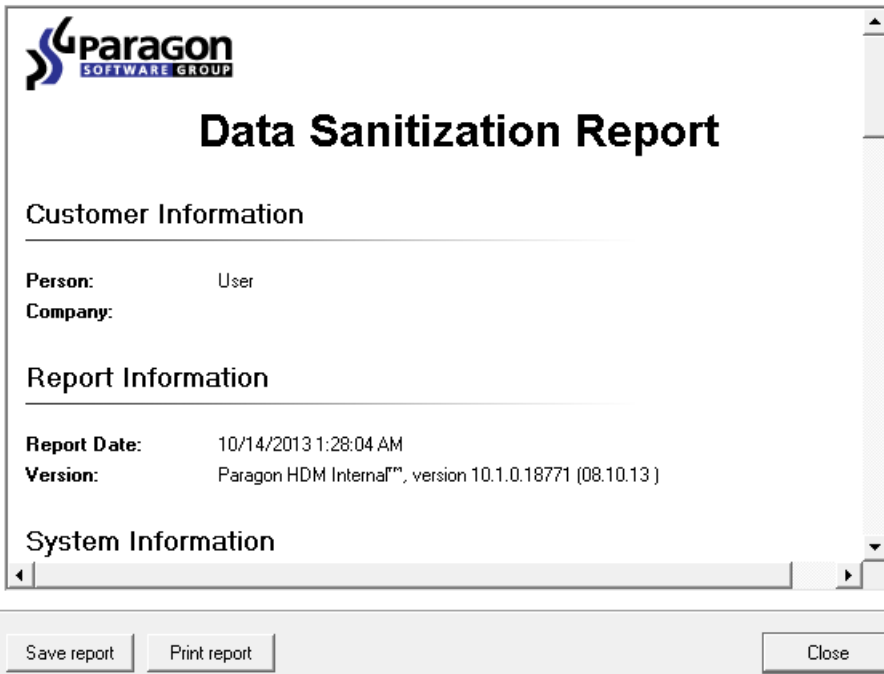 Paragon
SOFTWARE GROUP
Data Sanitization Report
Customer Information
Person: User
Company:
Report Information
Report Date: 10/14/2013 1:28:04 AM
Version: Paragon HDM Internal™, version 10.1.0.18771 (08.10.13 )
System Information
Save report Print report Close